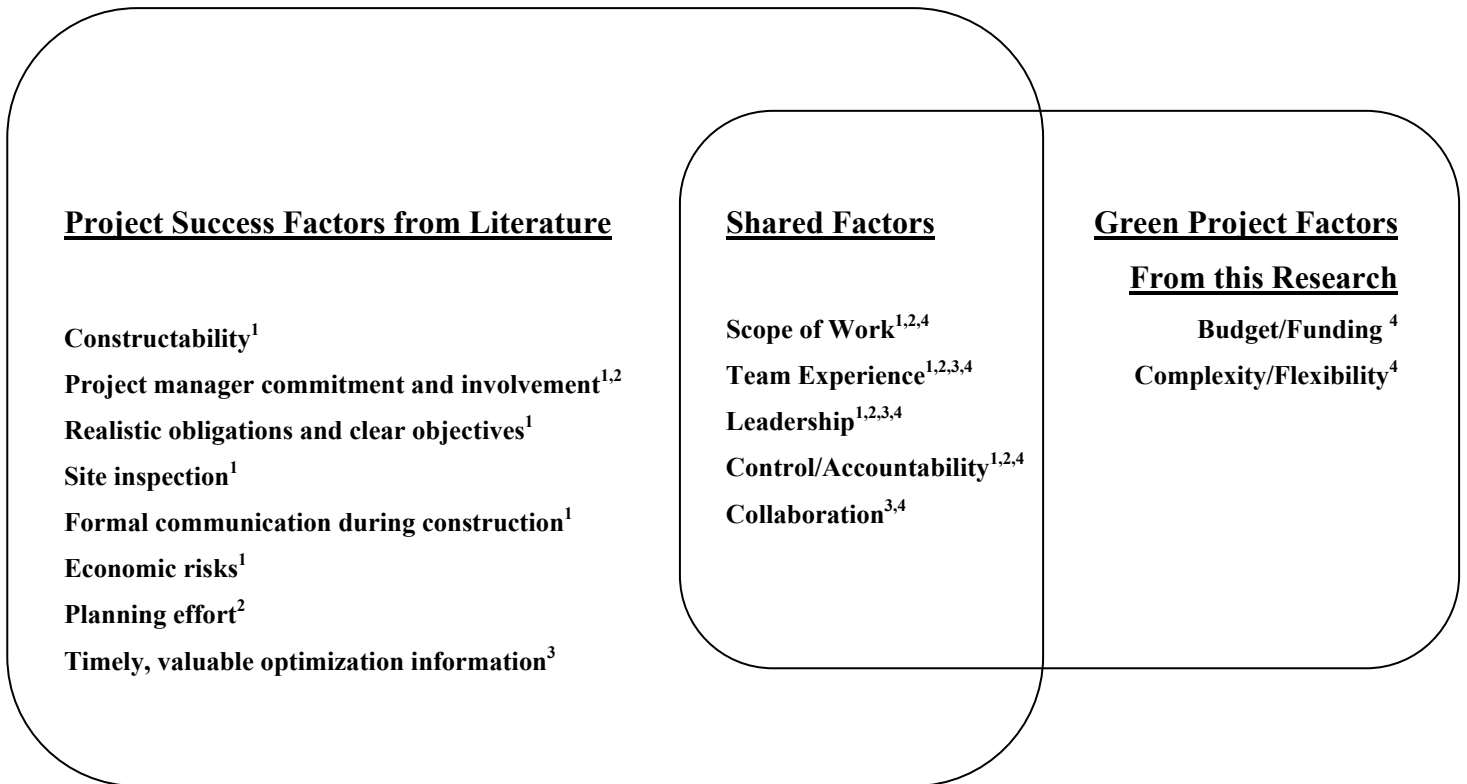 Project Success Factors from Literature
Constructability¹
Project manager commitment and involvement¹,²
Realistic obligations and clear objectives¹
Site inspection¹
Formal communication during construction¹
Economic risks¹
Planning effort²
Timely, valuable optimization information³
Shared Factors
Scope of Work¹,²,⁴
Team Experience¹,²,³,⁴
Leadership¹,²,³,⁴
Control/Accountability¹,²,⁴
Collaboration³,⁴
Green Project Factors
From this Research
Budget/Funding ⁴
Complexity/Flexibility⁴